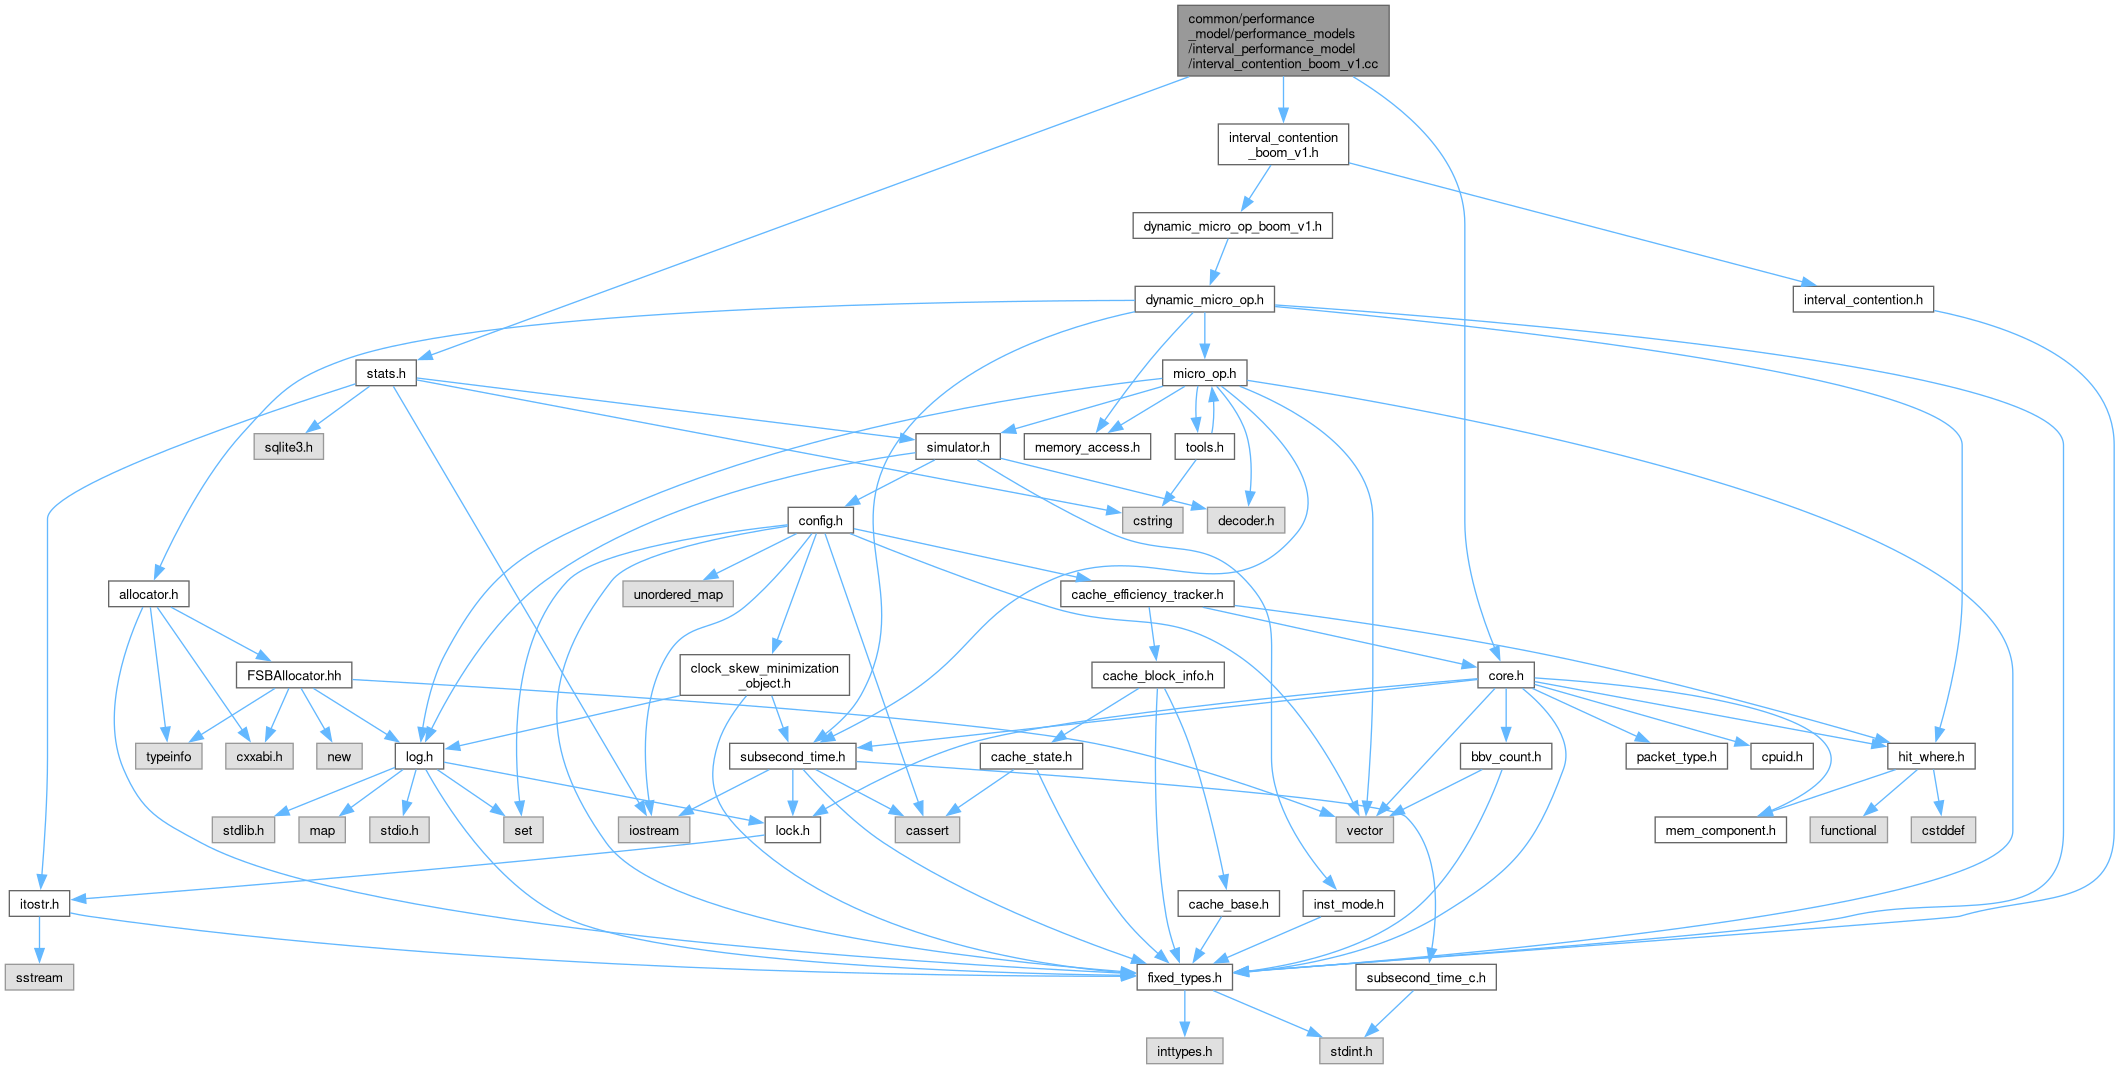 common/performance
_model/performance_models
/interval_performance_model
/interval_contention_boom_v1.cc
interval_contention
_boom_v1.h
dynamic_micro_op_boom_v1.h
dynamic_micro_op.h
interval_contention.h
stats.h
micro_op.h
sqlite3.h
simulator.h
memory_access.h
tools.h
config.h
cstring
decoder.h
allocator.h
unordered_map
cache_efficiency_tracker.h
FSBAllocator.hh
clock_skew_minimization
_object.h
cache_block_info.h
core.h
typeinfo
cxxabi.h
new
log.h
subsecond_time.h
cache_state.h
bbv_count.h
packet_type.h
cpuid.h
hit_where.h
stdlib.h
map
stdio.h
set
iostream
lock.h
cassert
vector
mem_component.h
functional
cstddef
itostr.h
cache_base.h
inst_mode.h
sstream
fixed_types.h
subsecond_time_c.h
inttypes.h
stdint.h